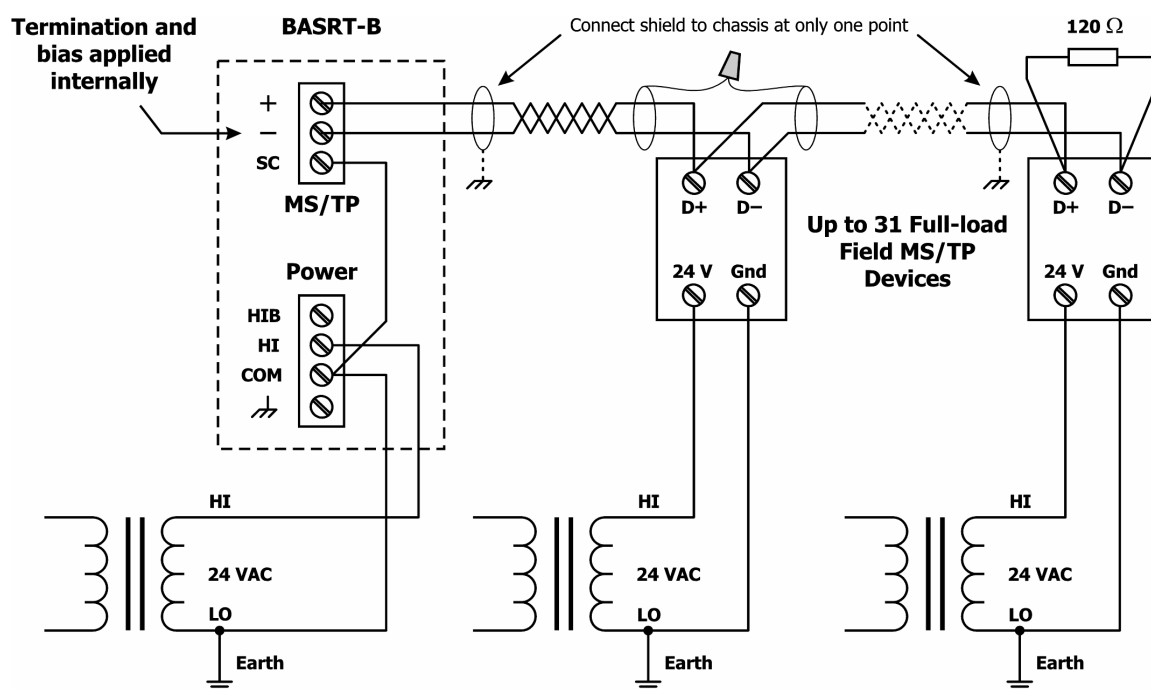 Termination and
bias applied
internally
BASRT-B
Connect shield to chassis at only one point
120 Ω
+
−
SC
MS/TP
D+ D−
D+ D−
Up to 31 Full-load
Field MS/TP
Devices
Power
24 V Gnd
24 V Gnd
HIB
HI
COM
HI
HI
HI
24 VAC
24 VAC
24 VAC
LO
LO
LO
Earth
Earth
Earth